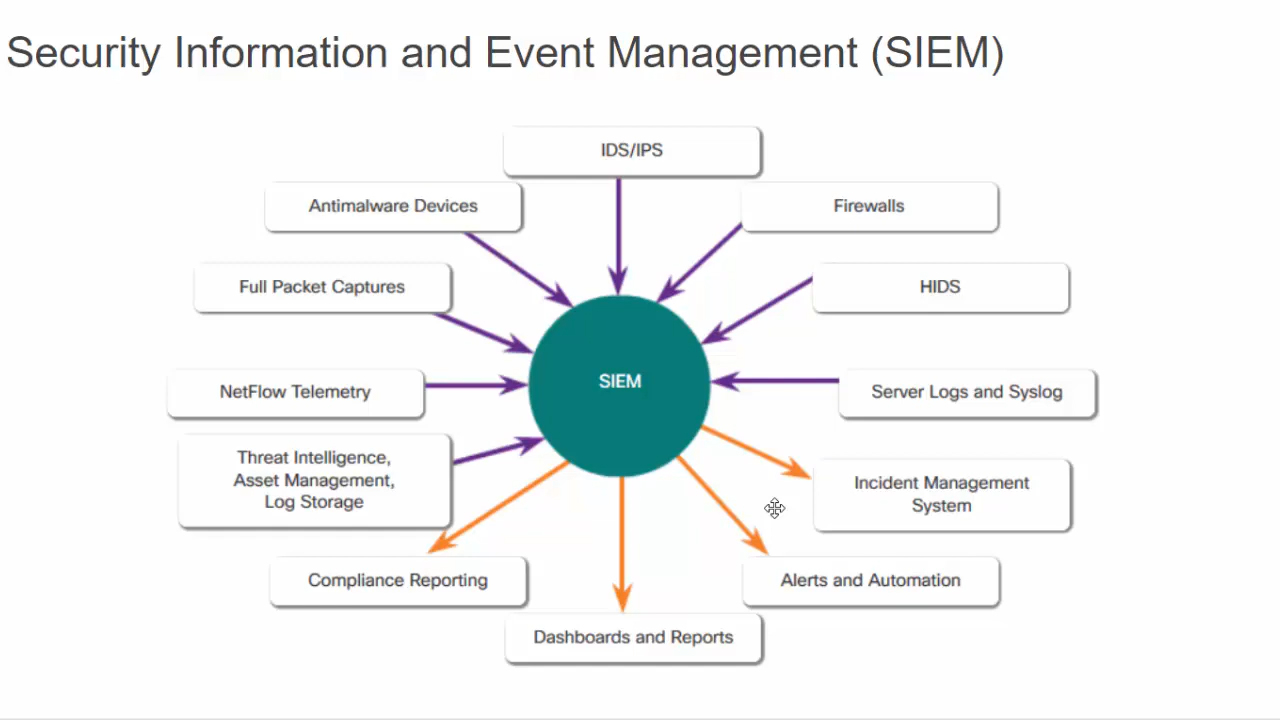 Security Information and Event Management (SIEM)
IDS/IPS
Antimalware Devices
Firewalls
Full Packet Captures
HIDS
SIEM
NetFlow Telemetry
Server Logs and Syslog
Threat Intelligence,
Asset Management,
Log Storage
Incident Management
System
Compliance Reporting
Alerts and Automation
Dashboards and Reports